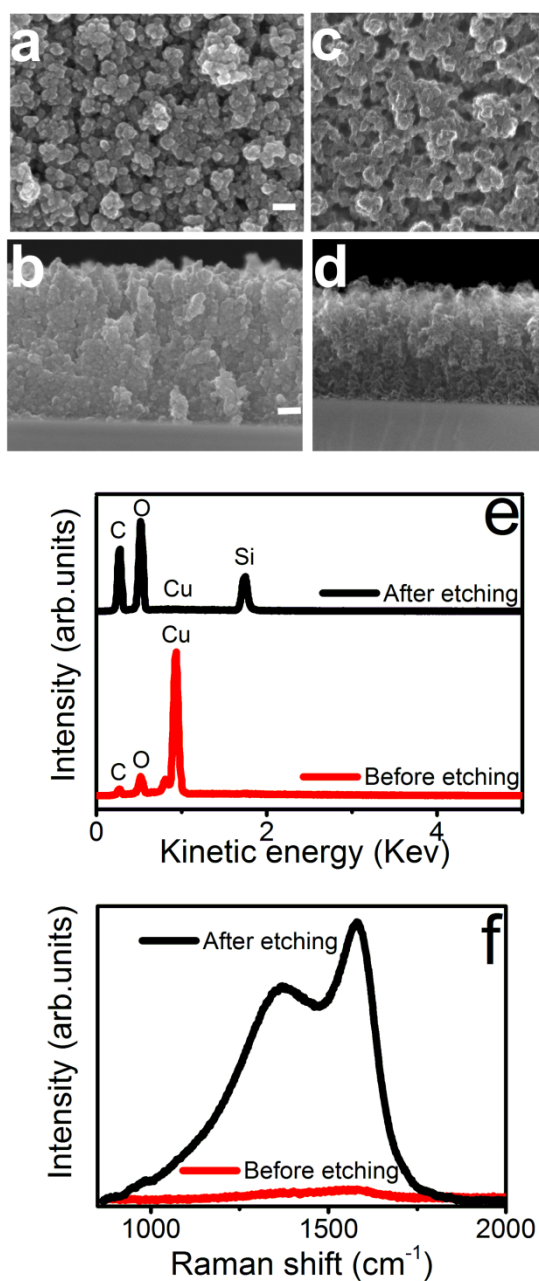 a
c
b
d
e
Intensity (arb.units)
C
O
Cu
Si
After etching
Cu
C
O
Before etching
0
2
4
Kinetic energy (Kev)
f
Intensity (arb.units)
After etching
Before etching
1000
1500
2000
Raman shift (cm⁻¹)